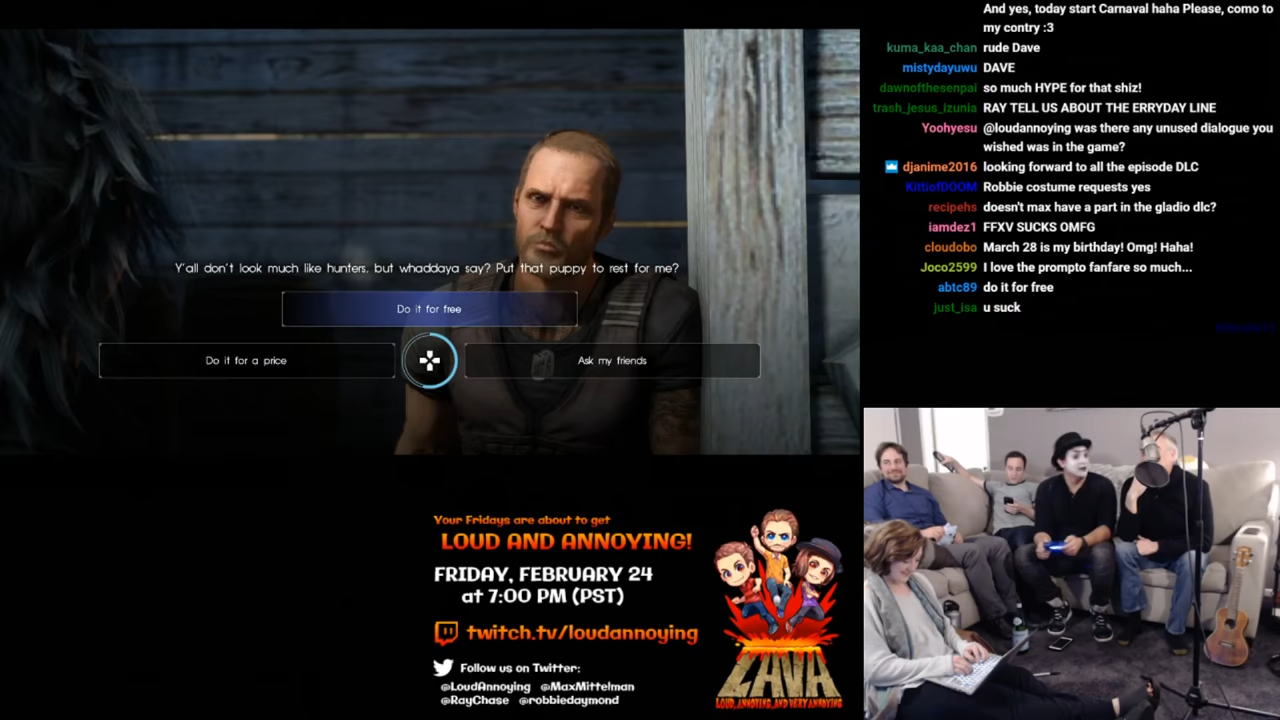 And yes, today start Carnaval haha Please, como to
my contry :3
kuma_kaa_chan rude Dave
mistydayuwu DAVE
dawnofthesenpai so much HYPE for that shiz!
trash_jesus_izunia RAY TELL US ABOUT THE ERRYDAY LINE
Yoohyesu @loudannoying was there any unused dialogue you
wished was in the game?
djanime2016 looking forward to all the episode DLC
KittiofDOOM Robbie costume requests yes
recipehs doesn't max have a part in the gladio dlc?
iamdez1 FFXV SUCKS OMFG
cloudobo March 28 is my birthday! Omg! Haha!
Joco2599 I love the prompto fanfare so much...
abtc89 do it for free
just_isa u suck
Y'all don't look much like hunters, but whaddaya say? Put that puppy to rest for me?
Do it for free
Do it for a price
Ask my friends
Your Fridays are about to get
LOUD AND ANNOYING!
FRIDAY, FEBRUARY 24
at 7:00 PM (PST)
twitch.tv/loudannoying
Follow us on Twitter:
@LoudAnnoying @MaxMittelman
@RayChase @robbiedaymond
LAVA
LOUD, ANNOYING, AND VERY ANNOYING